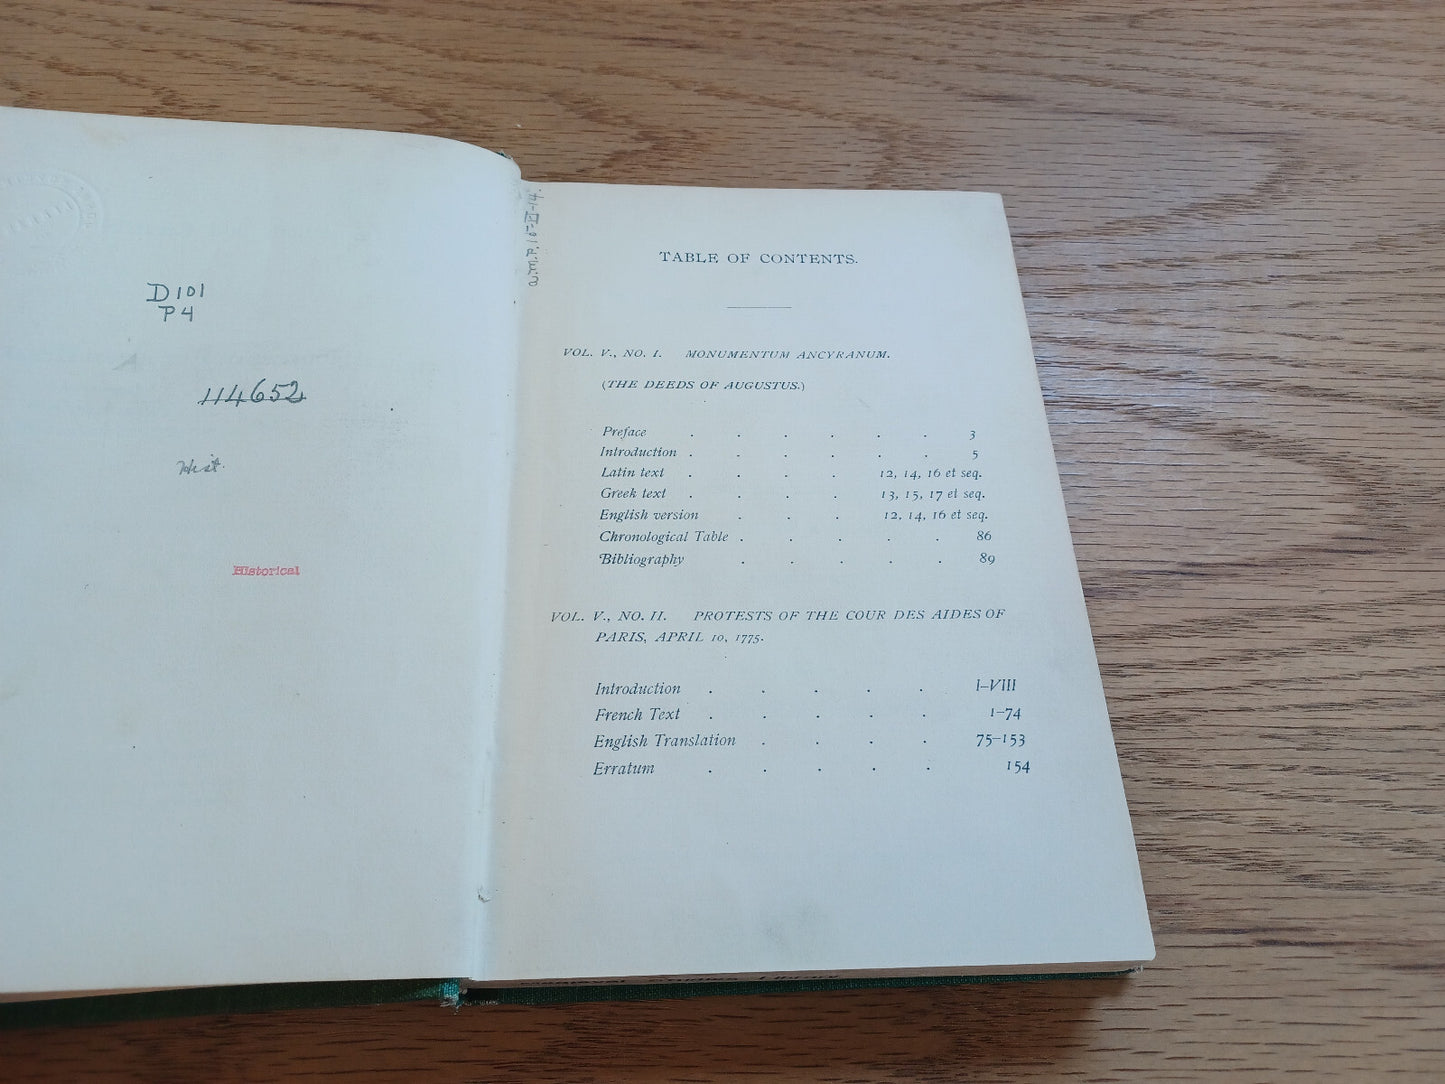 D101
P4
114652
Hist.
Historical
TABLE OF CONTENTS.
VOL. V., NO. I. MONUMENTUM ANCYRANUM.
(THE DEEDS OF AUGUSTUS.)
Preface . . . . . . 3
Introduction . . . . . . 5
Latin text . . . . 12, 14, 16 et seq.
Greek text . . . . 13, 15, 17 et seq.
English version . . . 12, 14, 16 et seq.
Chronological Table . . . . . 86
Bibliography . . . . . 89
VOL. V., NO. II. PROTESTS OF THE COUR DES AIDES OF
PARIS, APRIL 10, 1775.
Introduction . . . . . I–VIII
French Text . . . . . 1–74
English Translation . . . . 75–153
Erratum . . . . . 154
Library